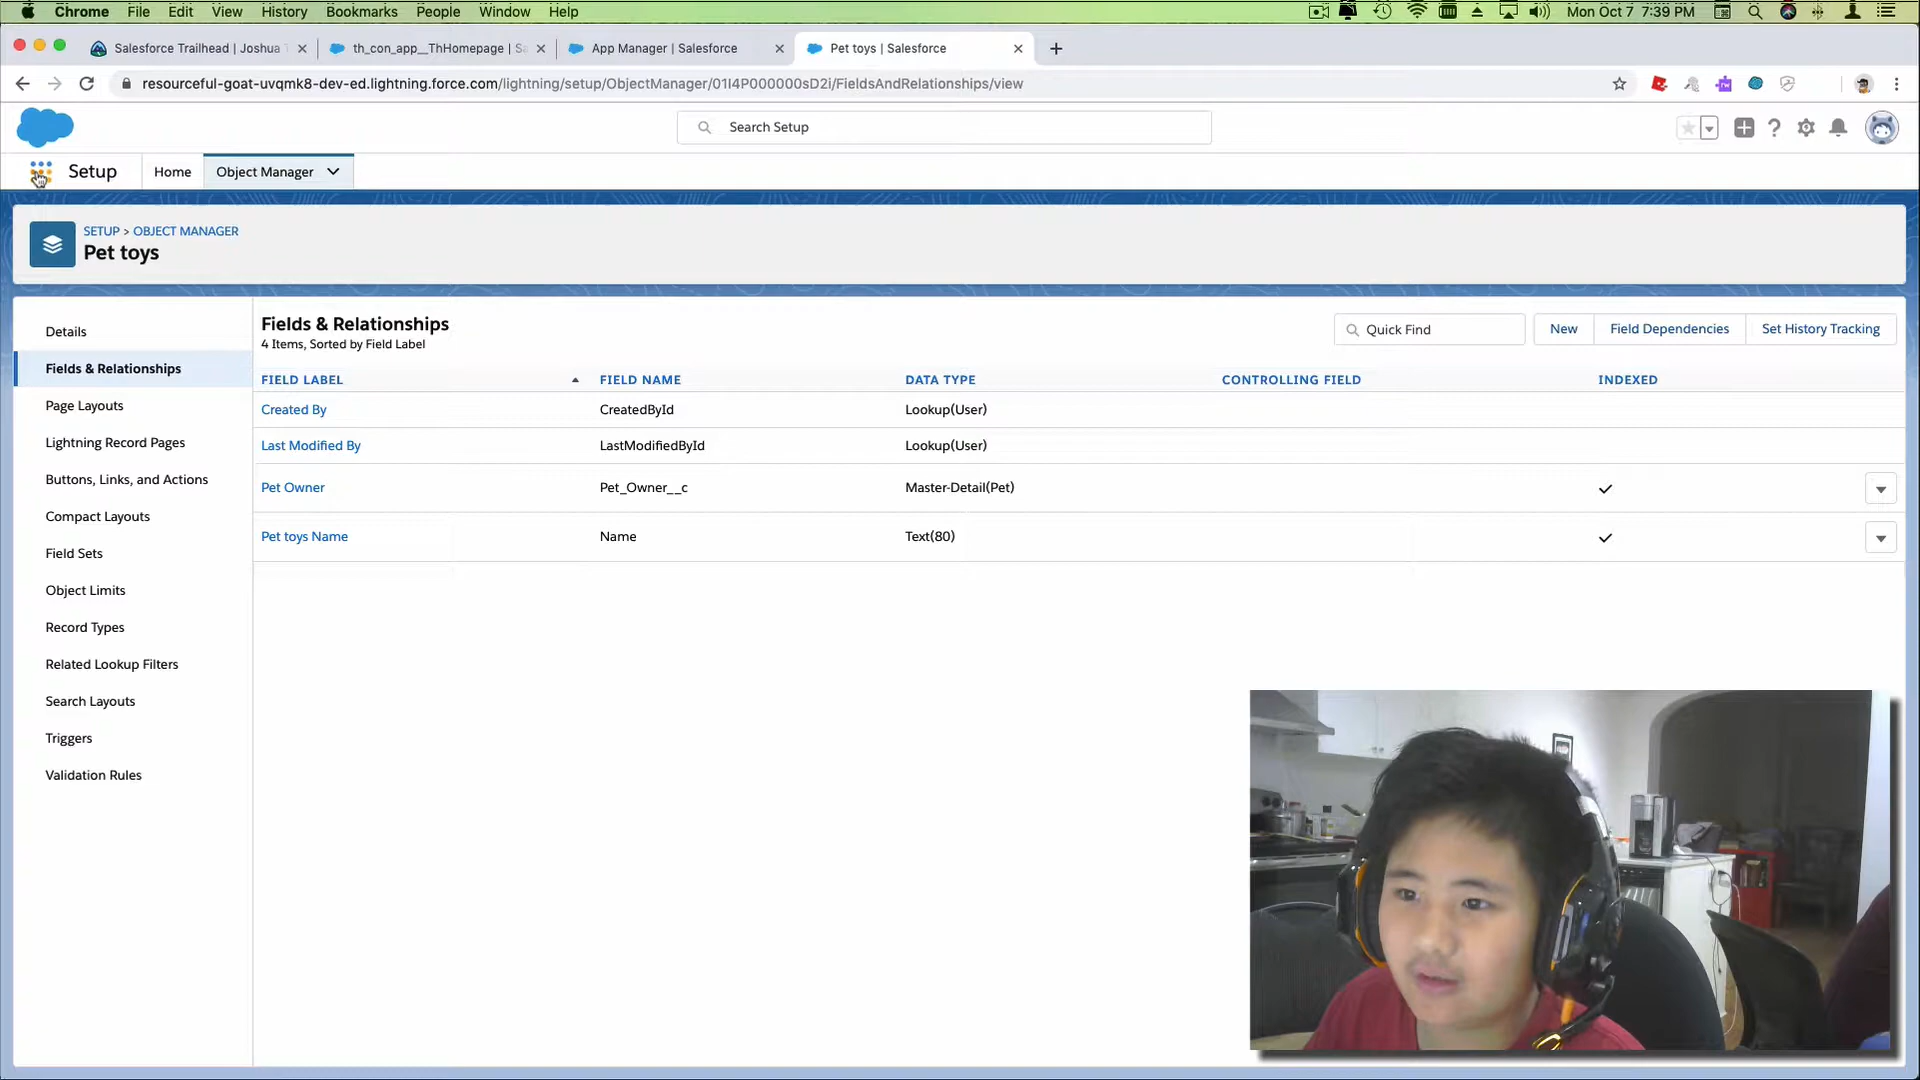 Chrome File Edit View History Bookmarks People Window Help Mon Oct 7 7:39 PM
Salesforce Trailhead | Joshua T
th_con_app__ThHomepage | Sa
App Manager | Salesforce
Pet toys | Salesforce
resourceful-goat-uvqmk8-dev-ed.lightning.force.com/lightning/setup/ObjectManager/01I4P000000sD2i/FieldsAndRelationships/view
Search Setup
Setup Home Object Manager
SETUP > OBJECT MANAGER
Pet toys
Details
Fields & Relationships
Page Layouts
Lightning Record Pages
Buttons, Links, and Actions
Compact Layouts
Field Sets
Object Limits
Record Types
Related Lookup Filters
Search Layouts
Triggers
Validation Rules
Fields & Relationships
4 Items, Sorted by Field Label
Quick Find New Field Dependencies Set History Tracking
FIELD LABEL FIELD NAME DATA TYPE CONTROLLING FIELD INDEXED
Created By CreatedById Lookup(User)
Last Modified By LastModifiedById Lookup(User)
Pet Owner Pet_Owner__c Master-Detail(Pet)
Pet toys Name Name Text(80)